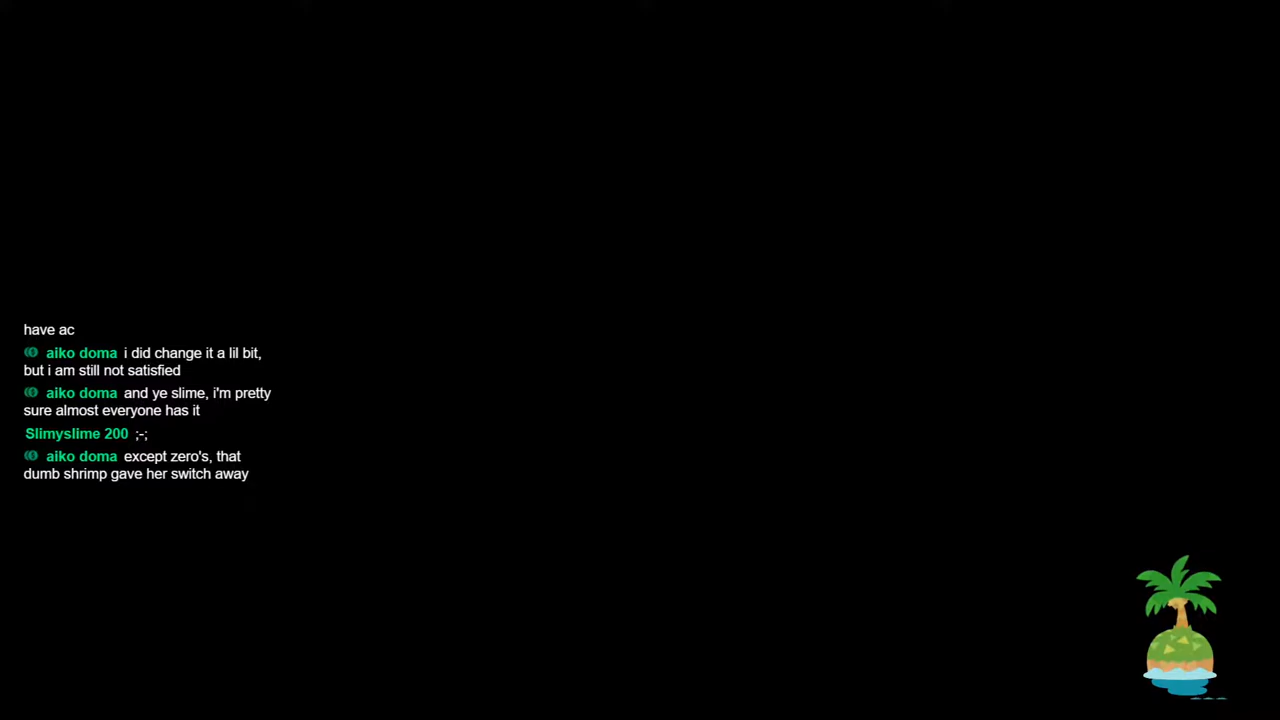 have ac
aiko doma i did change it a lil bit,
but i am still not satisfied
aiko doma and ye slime, i'm pretty
sure almost everyone has it
Slimyslime 200 ;-;
aiko doma except zero's, that
dumb shrimp gave her switch away